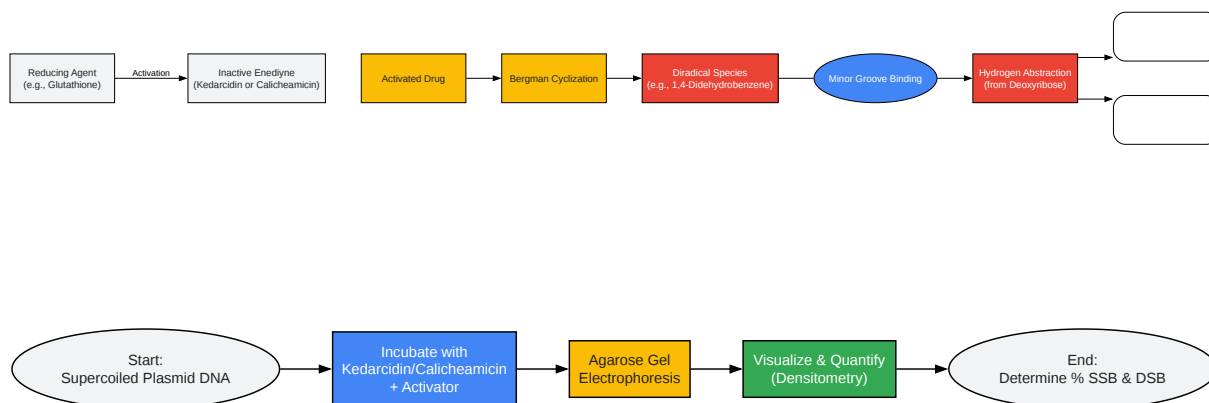 Reducing Agent
(e.g., Glutathione)
Activation
Inactive Enediyne
(Kedarcidin or Calicheamicin)
Activated Drug
Bergman Cyclization
Diradical Species
(e.g., 1,4-Didehydrobenzene)
Minor Groove Binding
Hydrogen Abstraction
(from Deoxyribose)
Start:
Supercoiled Plasmid DNA
Incubate with
Kedarcidin/Calicheamicin
+ Activator
Agarose Gel
Electrophoresis
Visualize & Quantify
(Densitometry)
End:
Determine % SSB & DSB